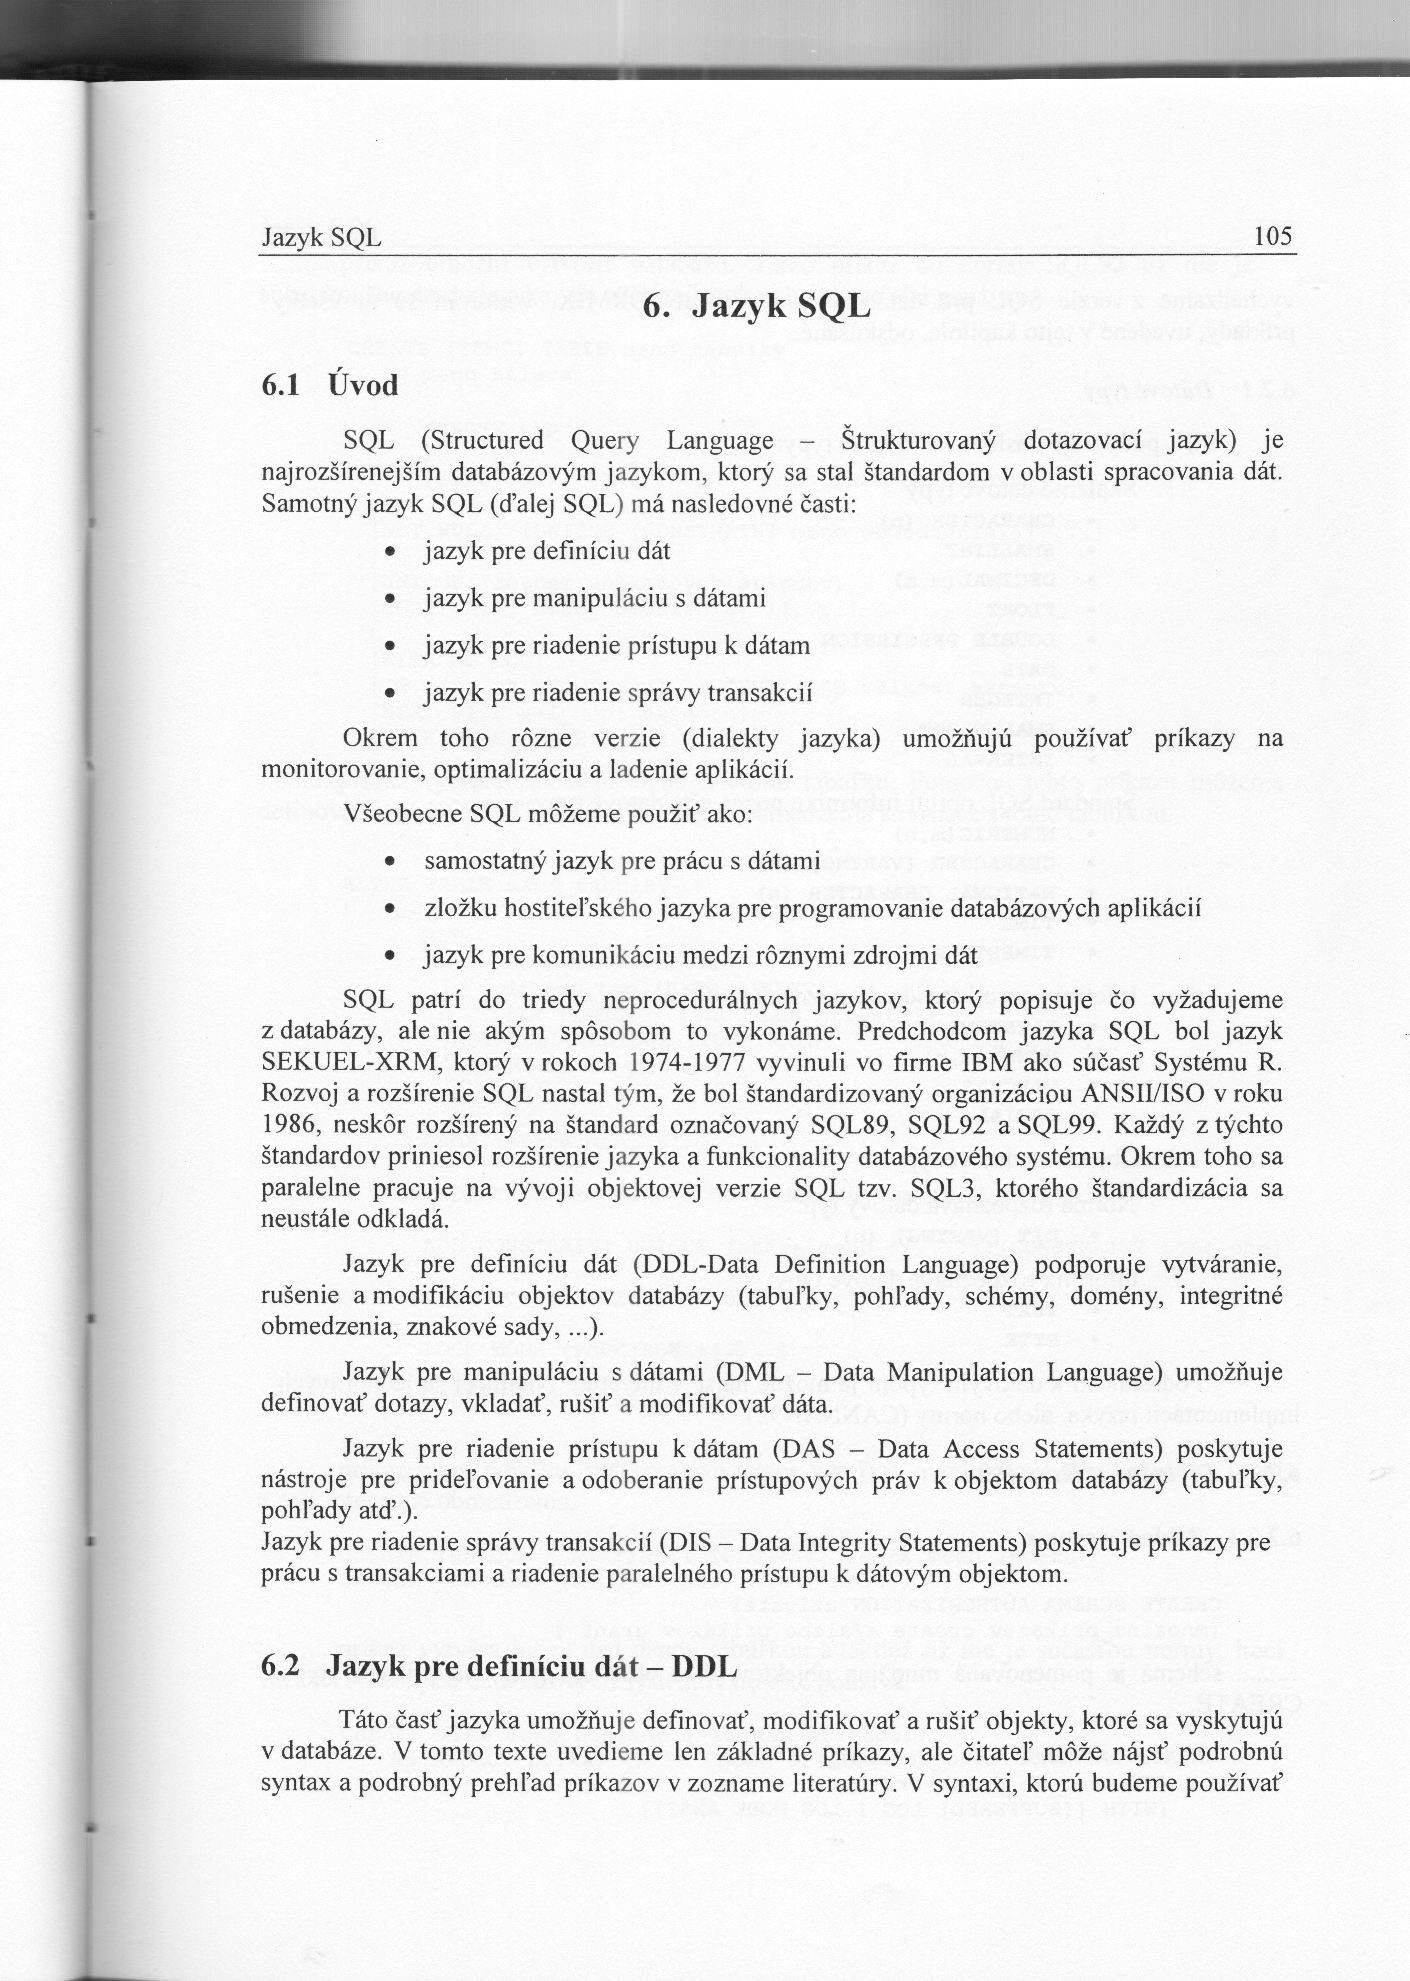 Jazyk SQL 105
6. Jazyk SQL
6.1 Úvod
SQL (Structured Query Language – Štrukturovaný dotazovací jazyk) je
najrozšírenejším databázovým jazykom, ktorý sa stal štandardom v oblasti spracovania dát.
Samotný jazyk SQL (ďalej SQL) má nasledovné časti:
• jazyk pre definíciu dát
• jazyk pre manipuláciu s dátami
• jazyk pre riadenie prístupu k dátam
• jazyk pre riadenie správy transakcií
Okrem toho rôzne verzie (dialekty jazyka) umožňujú používať príkazy na
monitorovanie, optimalizáciu a ladenie aplikácií.
Všeobecne SQL môžeme použiť ako:
• samostatný jazyk pre prácu s dátami
• zložku hostiteľského jazyka pre programovanie databázových aplikácií
• jazyk pre komunikáciu medzi rôznymi zdrojmi dát
SQL patrí do triedy neprocedurálnych jazykov, ktorý popisuje čo vyžadujeme
z databázy, ale nie akým spôsobom to vykonáme. Predchodcom jazyka SQL bol jazyk
SEKUEL-XRM, ktorý v rokoch 1974-1977 vyvinuli vo firme IBM ako súčasť Systému R.
Rozvoj a rozšírenie SQL nastal tým, že bol štandardizovaný organizáciou ANSII/ISO v roku
1986, neskôr rozšírený na štandard označovaný SQL89, SQL92 a SQL99. Každý z týchto
štandardov priniesol rozšírenie jazyka a funkcionality databázového systému. Okrem toho sa
paralelne pracuje na vývoji objektovej verzie SQL tzv. SQL3, ktorého štandardizácia sa
neustále odkladá.
Jazyk pre definíciu dát (DDL-Data Definition Language) podporuje vytváranie,
rušenie a modifikáciu objektov databázy (tabuľky, pohľady, schémy, domény, integritné
obmedzenia, znakové sady, ...).
Jazyk pre manipuláciu s dátami (DML – Data Manipulation Language) umožňuje
definovať dotazy, vkladať, rušiť a modifikovať dáta.
Jazyk pre riadenie prístupu k dátam (DAS – Data Access Statements) poskytuje
nástroje pre prideľovanie a odoberanie prístupových práv k objektom databázy (tabuľky,
pohľady atď.).
Jazyk pre riadenie správy transakcií (DIS – Data Integrity Statements) poskytuje príkazy pre
prácu s transakciami a riadenie paralelného prístupu k dátovým objektom.
6.2 Jazyk pre definíciu dát – DDL
Táto časť jazyka umožňuje definovať, modifikovať a rušiť objekty, ktoré sa vyskytujú
v databáze. V tomto texte uvedieme len základné príkazy, ale čitateľ môže nájsť podrobnú
syntax a podrobný prehľad príkazov v zozname literatúry. V syntaxi, ktorú budeme používať